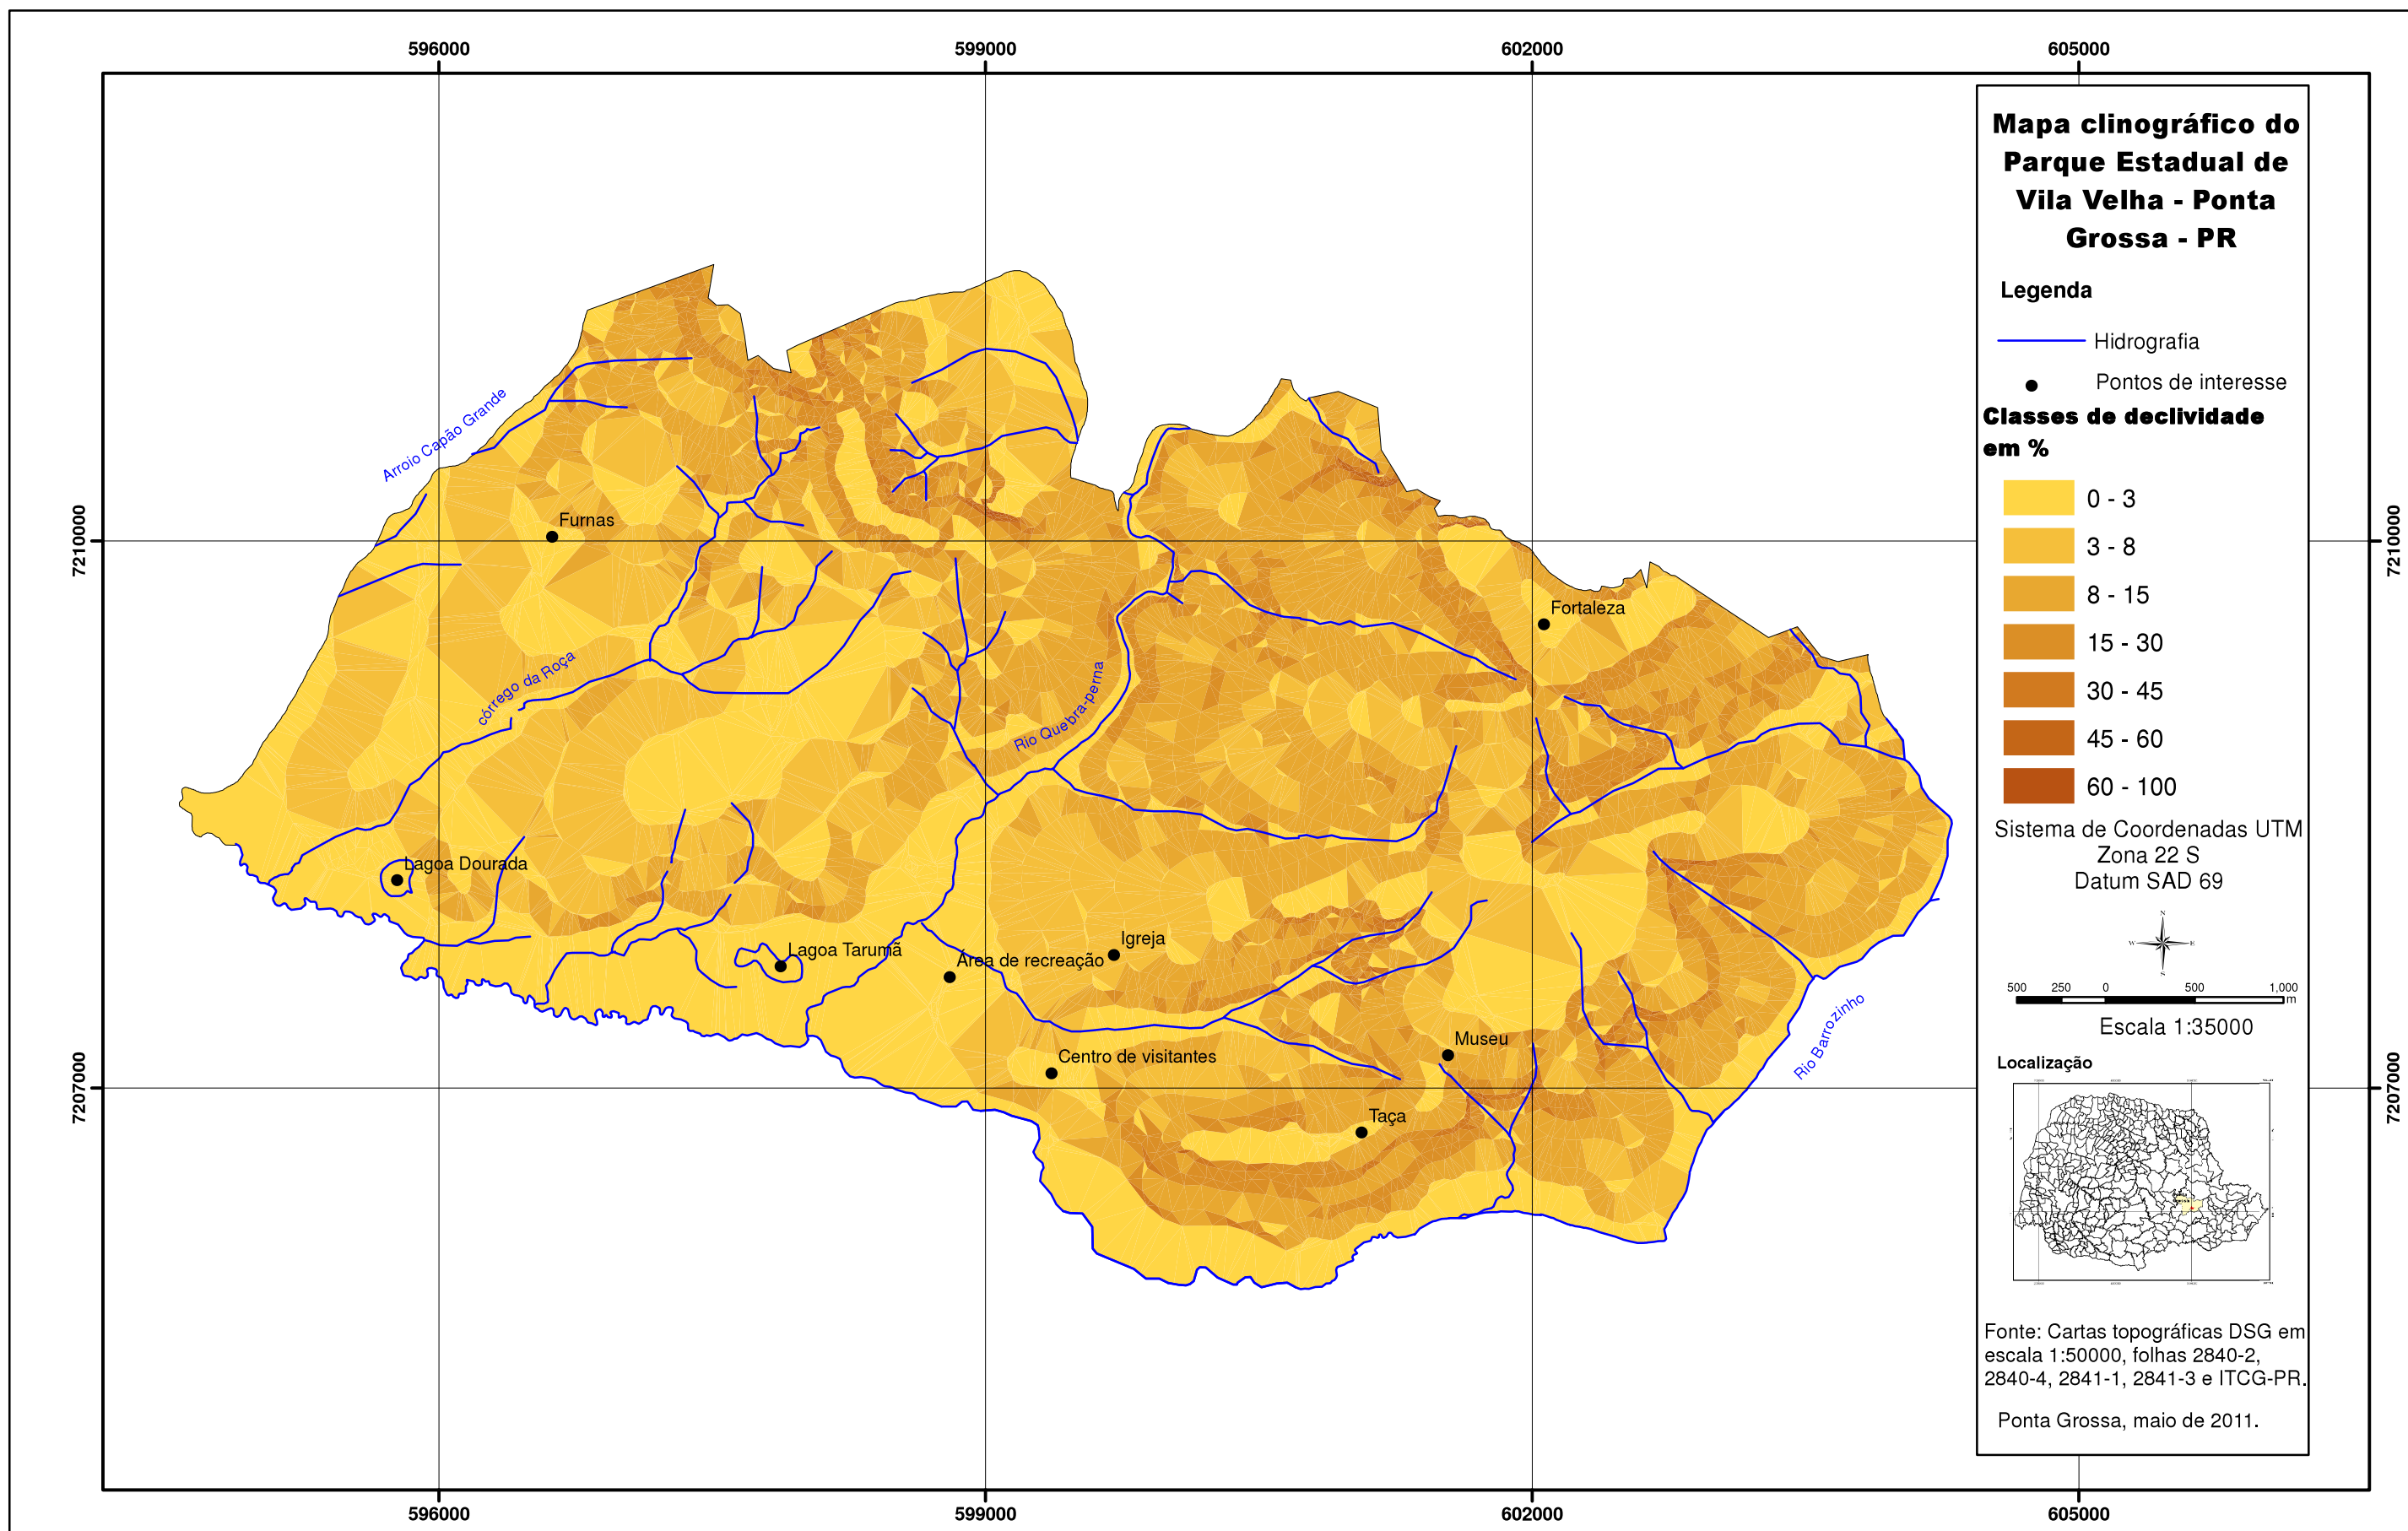 596000
599000
602000
605000
7210000
7207000
7210000
7207000
596000
599000
602000
605000
Arroio Capão Grande
Furnas
córrego da Roça
Rio Quebra-perna
Fortaleza
Lagoa Dourada
Lagoa Tarumã
Área de recreação
Igreja
Centro de visitantes
Museu
Taça
Rio Barrozinho
Mapa clinográfico do
Parque Estadual de
Vila Velha - Ponta
Grossa - PR
Legenda
Hidrografia
Pontos de interesse
Classes de declividade
em %
0 - 3
3 - 8
8 - 15
15 - 30
30 - 45
45 - 60
60 - 100
Sistema de Coordenadas UTM
Zona 22 S
Datum SAD 69
N
W E
S
500 250 0 500 1,000
m
Escala 1:35000
Localização
Fonte: Cartas topográficas DSG em
escala 1:50000, folhas 2840-2,
2840-4, 2841-1, 2841-3 e ITCG-PR.
Ponta Grossa, maio de 2011.